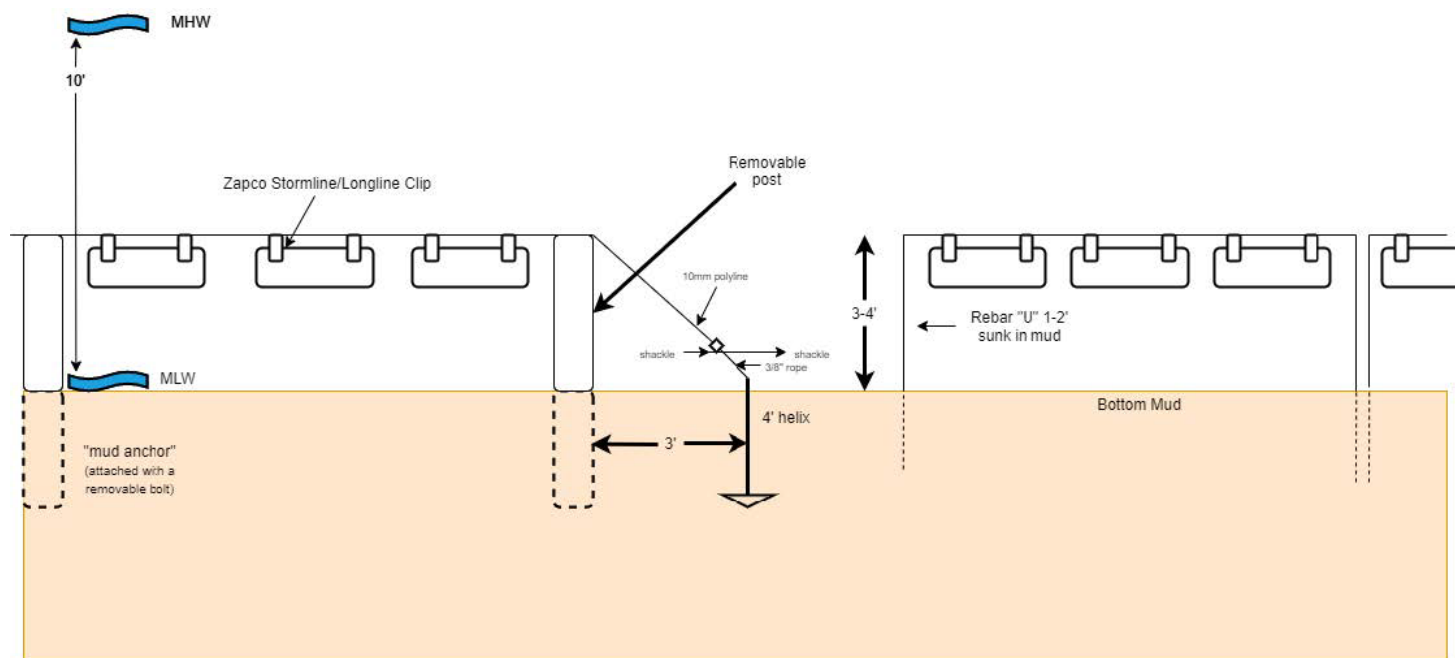 MHW
10'
Zapco Stormline/Longline Clip
Removable
post
10mm polyline
shackle
shackle
3/8" rope
3-4'
Rebar "U" 1-2'
sunk in mud
MLW
Bottom Mud
4' helix
3'
"mud anchor"
(attached with a
removable bolt)